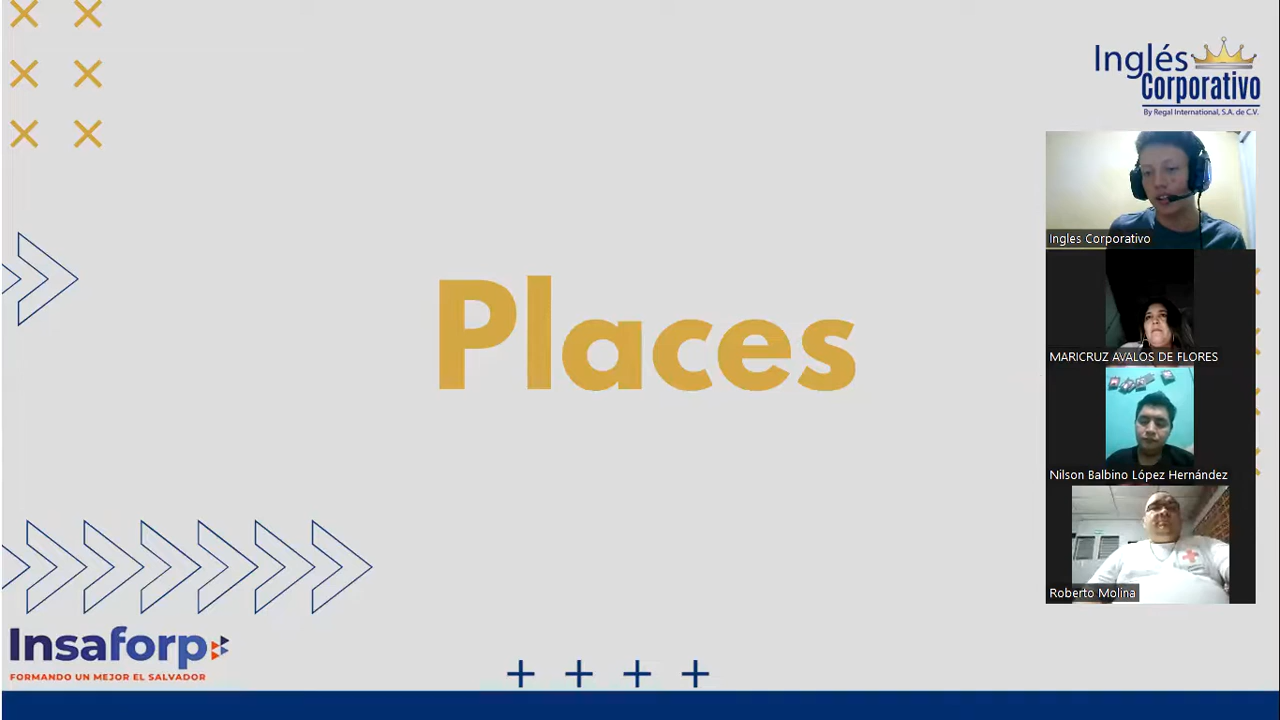 Inglés
Corporativo
By Regal International, S.A. de C.V.
Ingles Corporativo
MARICRUZ AVALOS DE FLORES
Places
Nilson Balbino López Hernández
Roberto Molina
Insaforp
FORMANDO UN MEJOR EL SALVADOR